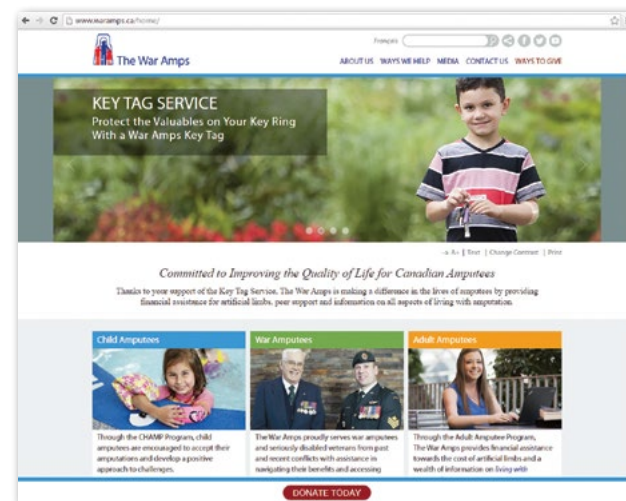 www.waramps.ca/home/
Français
The War Amps
ABOUT US WAYS WE HELP MEDIA CONTACT US WAYS TO GIVE
KEY TAG SERVICE
Protect the Valuables on Your Key Ring
With a War Amps Key Tag
-a A+ | Text | Change Contrast | Print
Committed to Improving the Quality of Life for Canadian Amputees
Thanks to your support of the Key Tag Service, The War Amps is making a difference in the lives of amputees by providing
financial assistance for artificial limbs, peer support and information on all aspects of living with amputation.
Child Amputees
Through the CHAMP Program, child
amputees are encouraged to accept their
amputations and develop a positive
approach to challenges.
War Amputees
The War Amps proudly serves war amputees
and seriously disabled veterans from past
and recent conflicts with assistance in
navigating their benefits and accessing
Adult Amputees
Through the Adult Amputee Program,
The War Amps provides financial assistance
towards the cost of artificial limbs and a
wealth of information on living with
DONATE TODAY